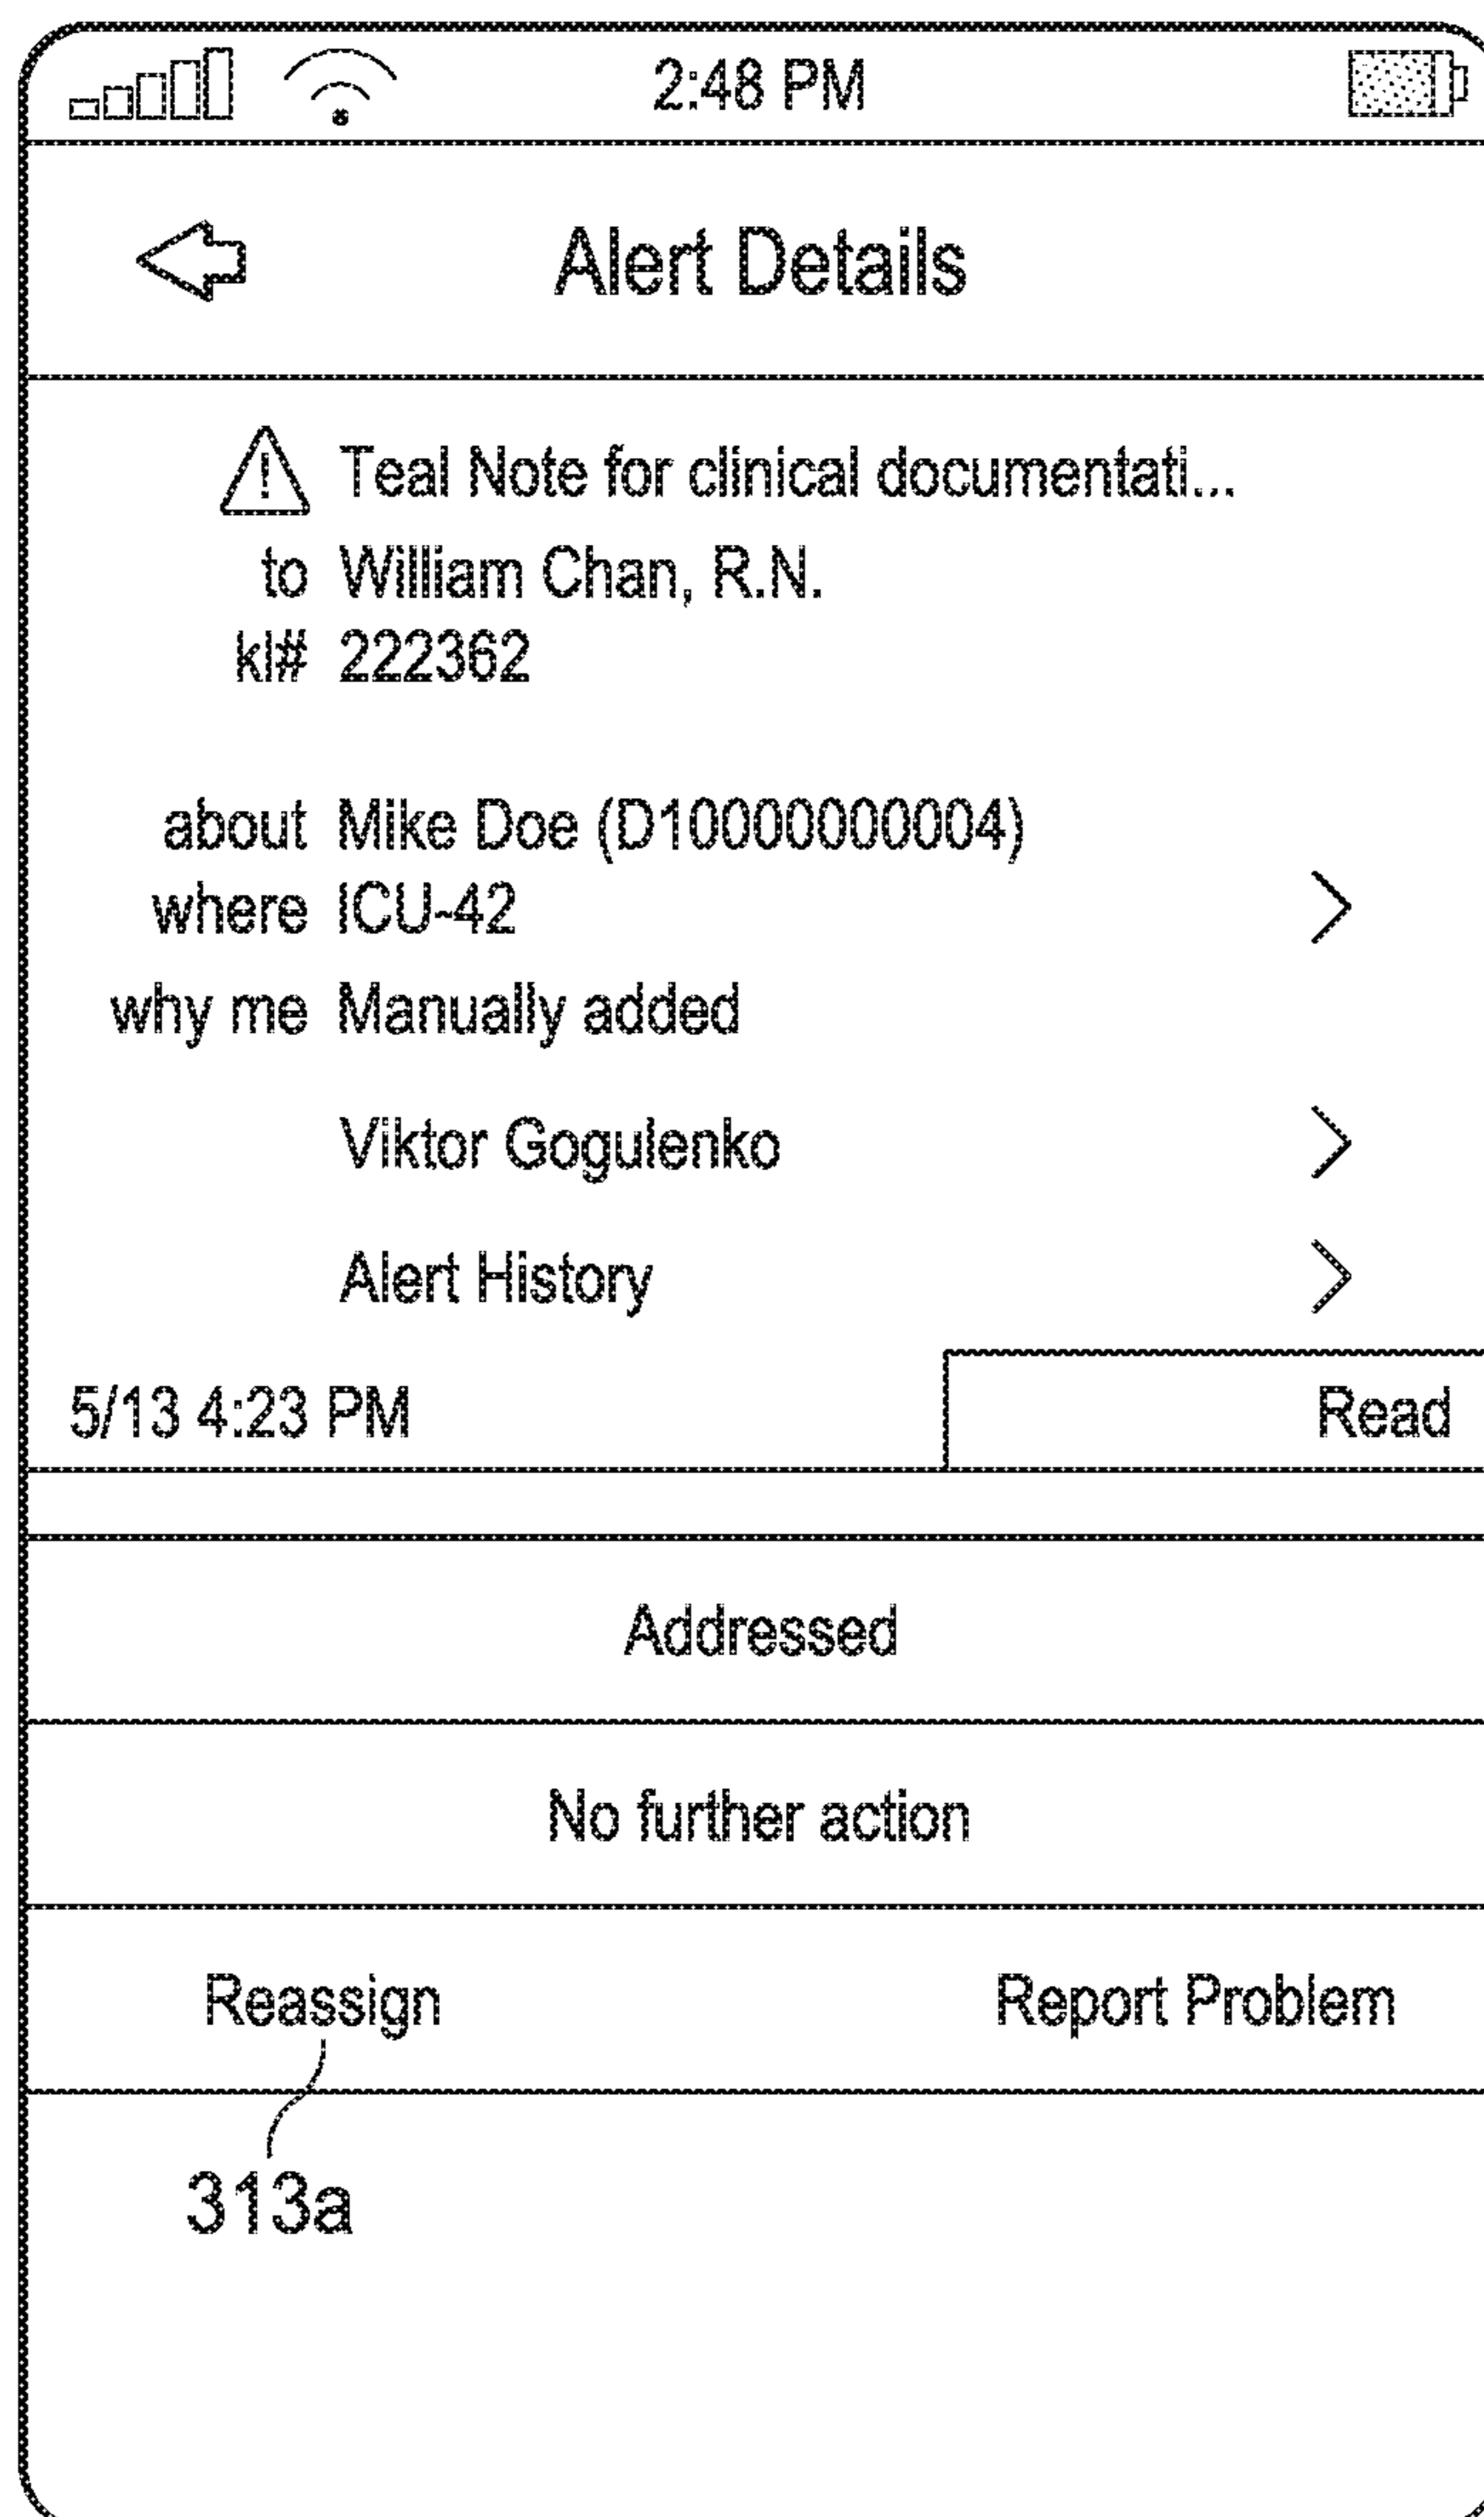 2:48 PM
Alert Details
Teal Note for clinical documentati...
to William Chan, R.N.
kl# 222362
about Mike Doe (D10000000004)
where ICU-42
why me Manually added
Viktor Gogulenko
Alert History
5/13 4:23 PM Read
Addressed
No further action
Reassign Report Problem
313a